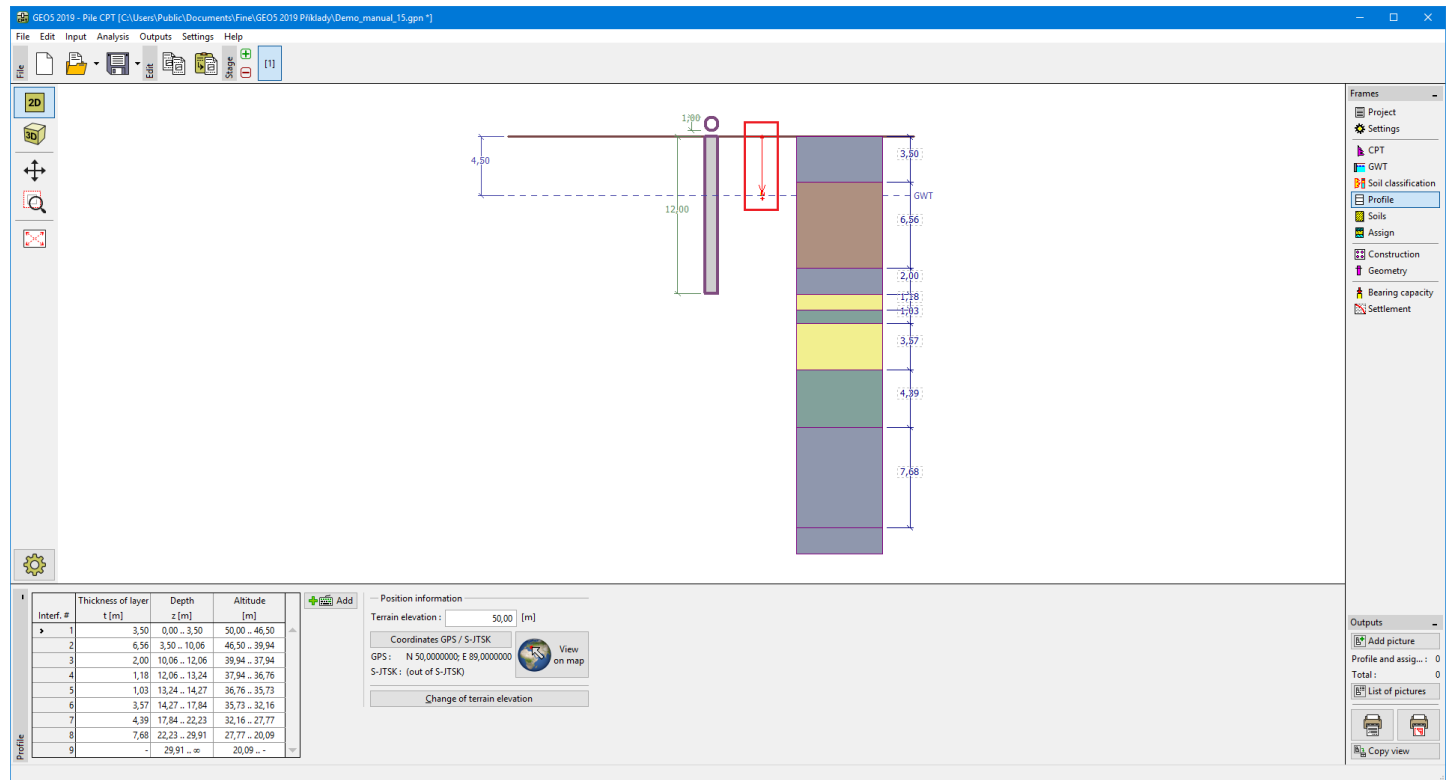 GEO5 2019 - Pile CPT [C:\Users\Public\Documents\Fine\GEO5 2019 Příklady\Demo_manual_15.gpn *]
File Edit Input Analysis Outputs Settings Help
File
Edit
Stage
[1]
2D
3D
1,00
4,50
12,00
3,50
GWT
6,56
2,00
1,18
1,03
3,57
4,39
7,68
Frames
Project
Settings
CPT
GWT
Soil classification
Profile
Soils
Assign
Construction
Geometry
Bearing capacity
Settlement
Outputs
Add picture
Profile and assig... : 0
Total : 0
List of pictures
Copy view
Profile
Interf. # Thickness of layer t [m] Depth z [m] Altitude [m]
1 3,50 0,00 .. 3,50 50,00 .. 46,50
2 6,56 3,50 .. 10,06 46,50 .. 39,94
3 2,00 10,06 .. 12,06 39,94 .. 37,94
4 1,18 12,06 .. 13,24 37,94 .. 36,76
5 1,03 13,24 .. 14,27 36,76 .. 35,73
6 3,57 14,27 .. 17,84 35,73 .. 32,16
7 4,39 17,84 .. 22,23 32,16 .. 27,77
8 7,68 22,23 .. 29,91 27,77 .. 20,09
9 - 29,91 .. ∞ 20,09 .. -
Add
Position information
Terrain elevation : 50,00 [m]
Coordinates GPS / S-JTSK
GPS : N 50,0000000; E 89,0000000
S-JTSK : (out of S-JTSK)
View on map
Change of terrain elevation